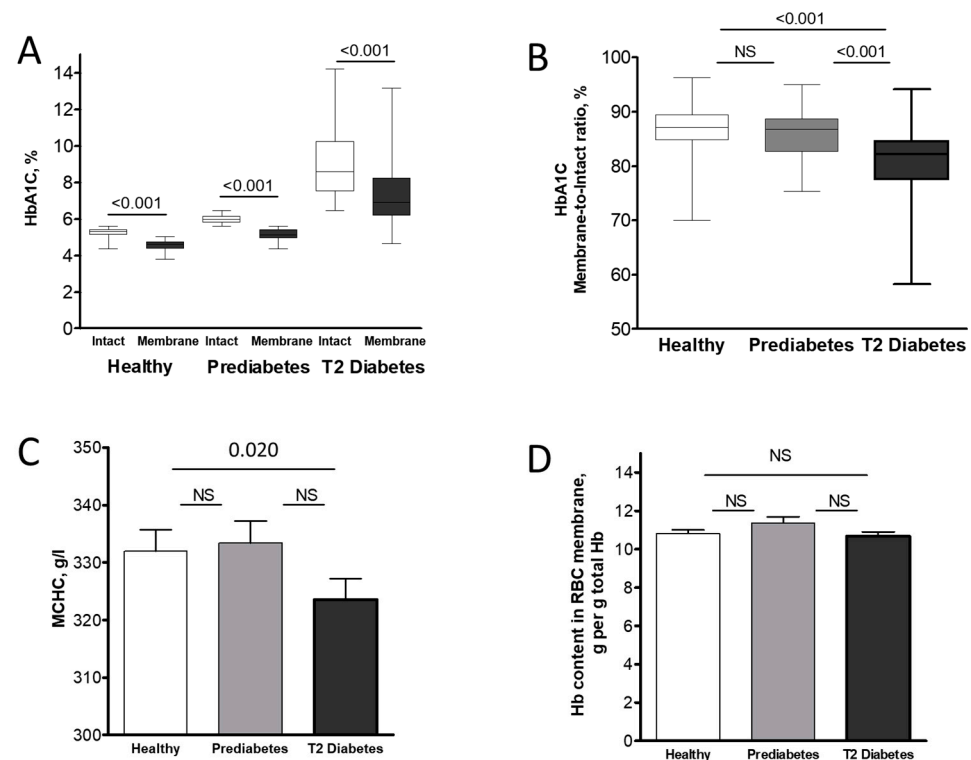 A
<0.001
<0.001
<0.001
HbA1C, %
14
12
10
8
6
4
2
0
Intact Membrane Intact Membrane Intact Membrane
Healthy Prediabetes T2 Diabetes
B
<0.001
NS <0.001
HbA1C
Membrane-to-Intact ratio, %
100
90
80
70
60
50
Healthy Prediabetes T2 Diabetes
C
0.020
NS NS
MCHC, g/l
350
340
330
320
310
300
Healthy Prediabetes T2 Diabetes
D
NS
NS NS
Hb content in RBC membrane,
g per g total Hb
14
12
10
8
6
4
2
0
Healthy Prediabetes T2 Diabetes